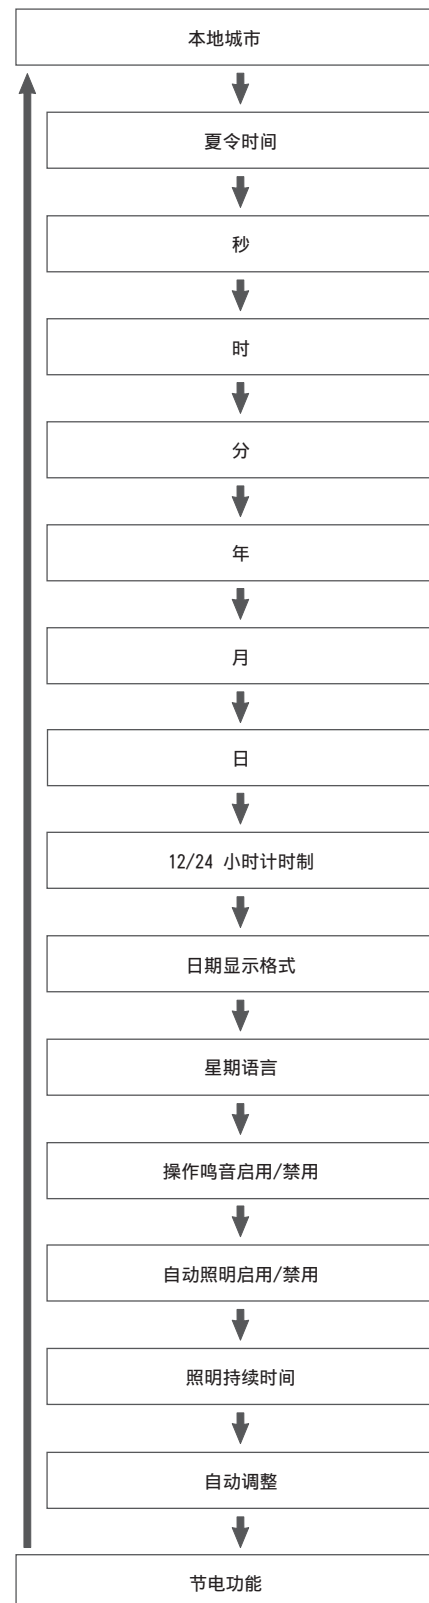 本地城市
夏令时间
秒
时
分
年
月
日
12/24 小时计时制
日期显示格式
星期语言
操作鸣音启用/禁用
自动照明启用/禁用
照明持续时间
自动调整
节电功能